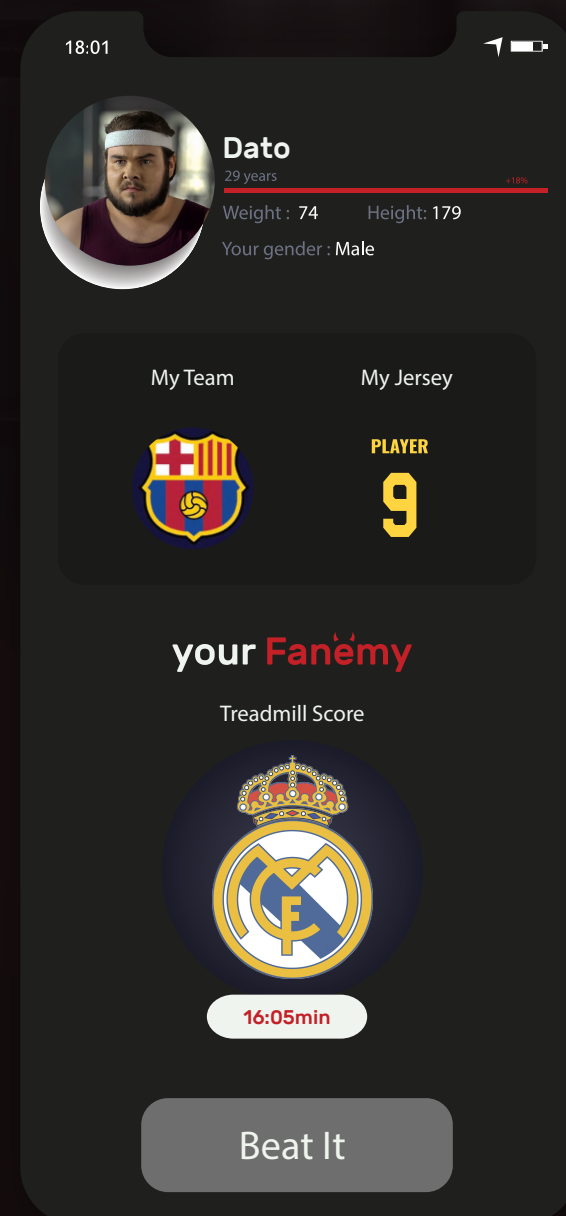 18:01
Dato
29 years
+18%
Weight : 74 Height: 179
Your gender : Male
My Team My Jersey
PLAYER
9
your Fanemy
Treadmill Score
16:05min
Beat It